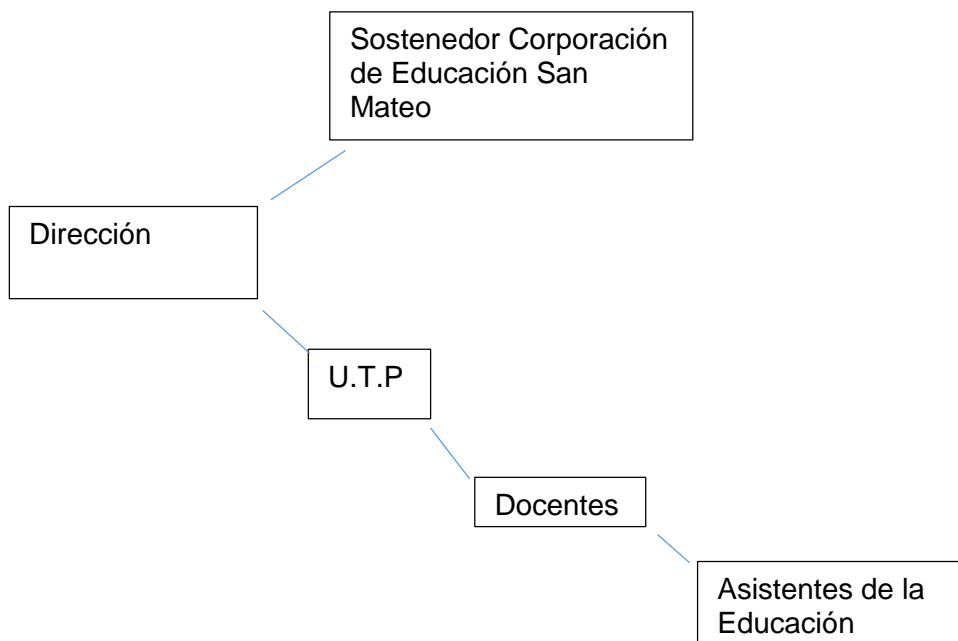 Sostenedor Corporación
de Educación San
Mateo
Dirección
U.T.P
Docentes
Asistentes de la
Educación